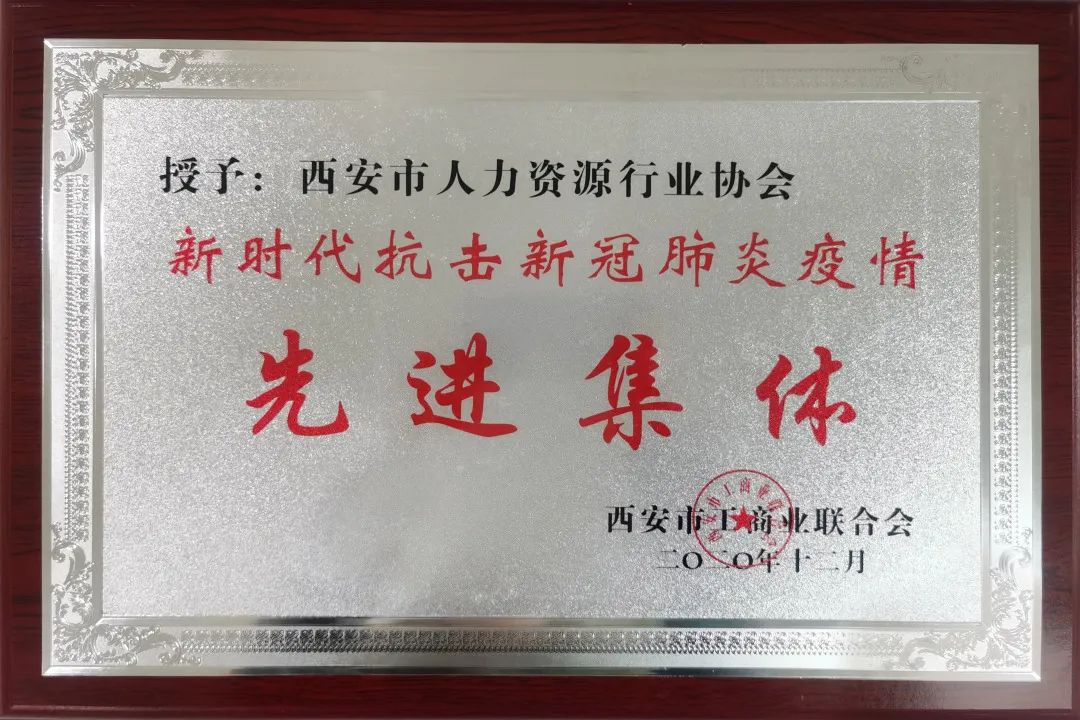 授予：西安市人力资源行业协会
新时代抗击新冠肺炎疫情
先进集体
西安市工商业联合会
二〇二〇年十二月